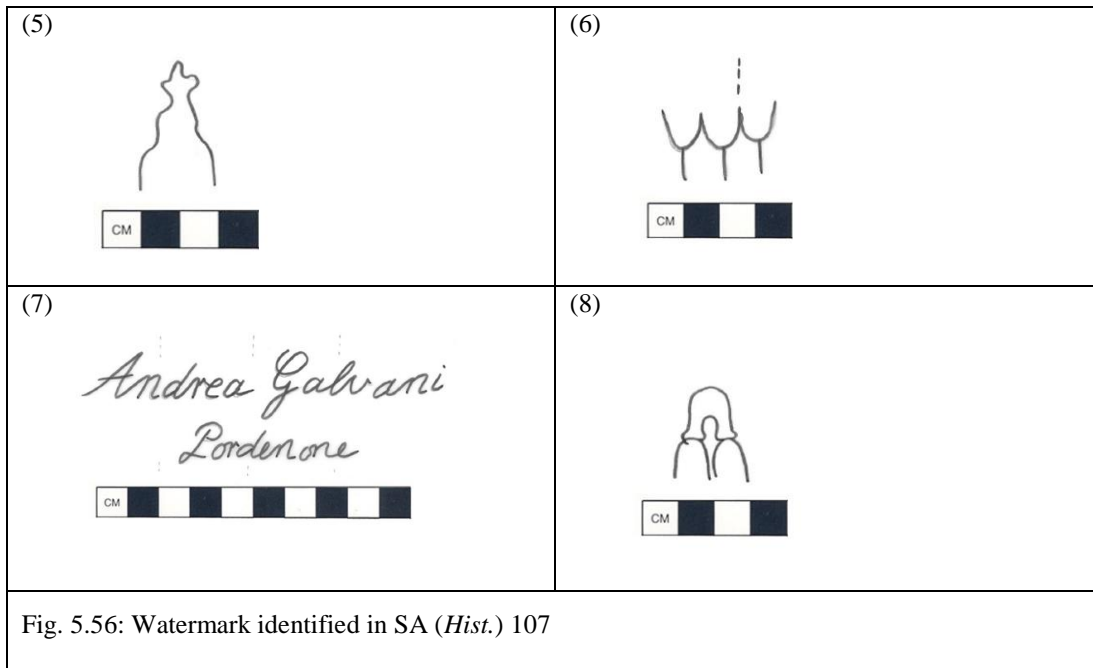 (5)
CM
(6)
CM
(7)
Andrea Galvani
Pordenone
CM
(8)
CM
Fig. 5.56: Watermark identified in SA (Hist.) 107